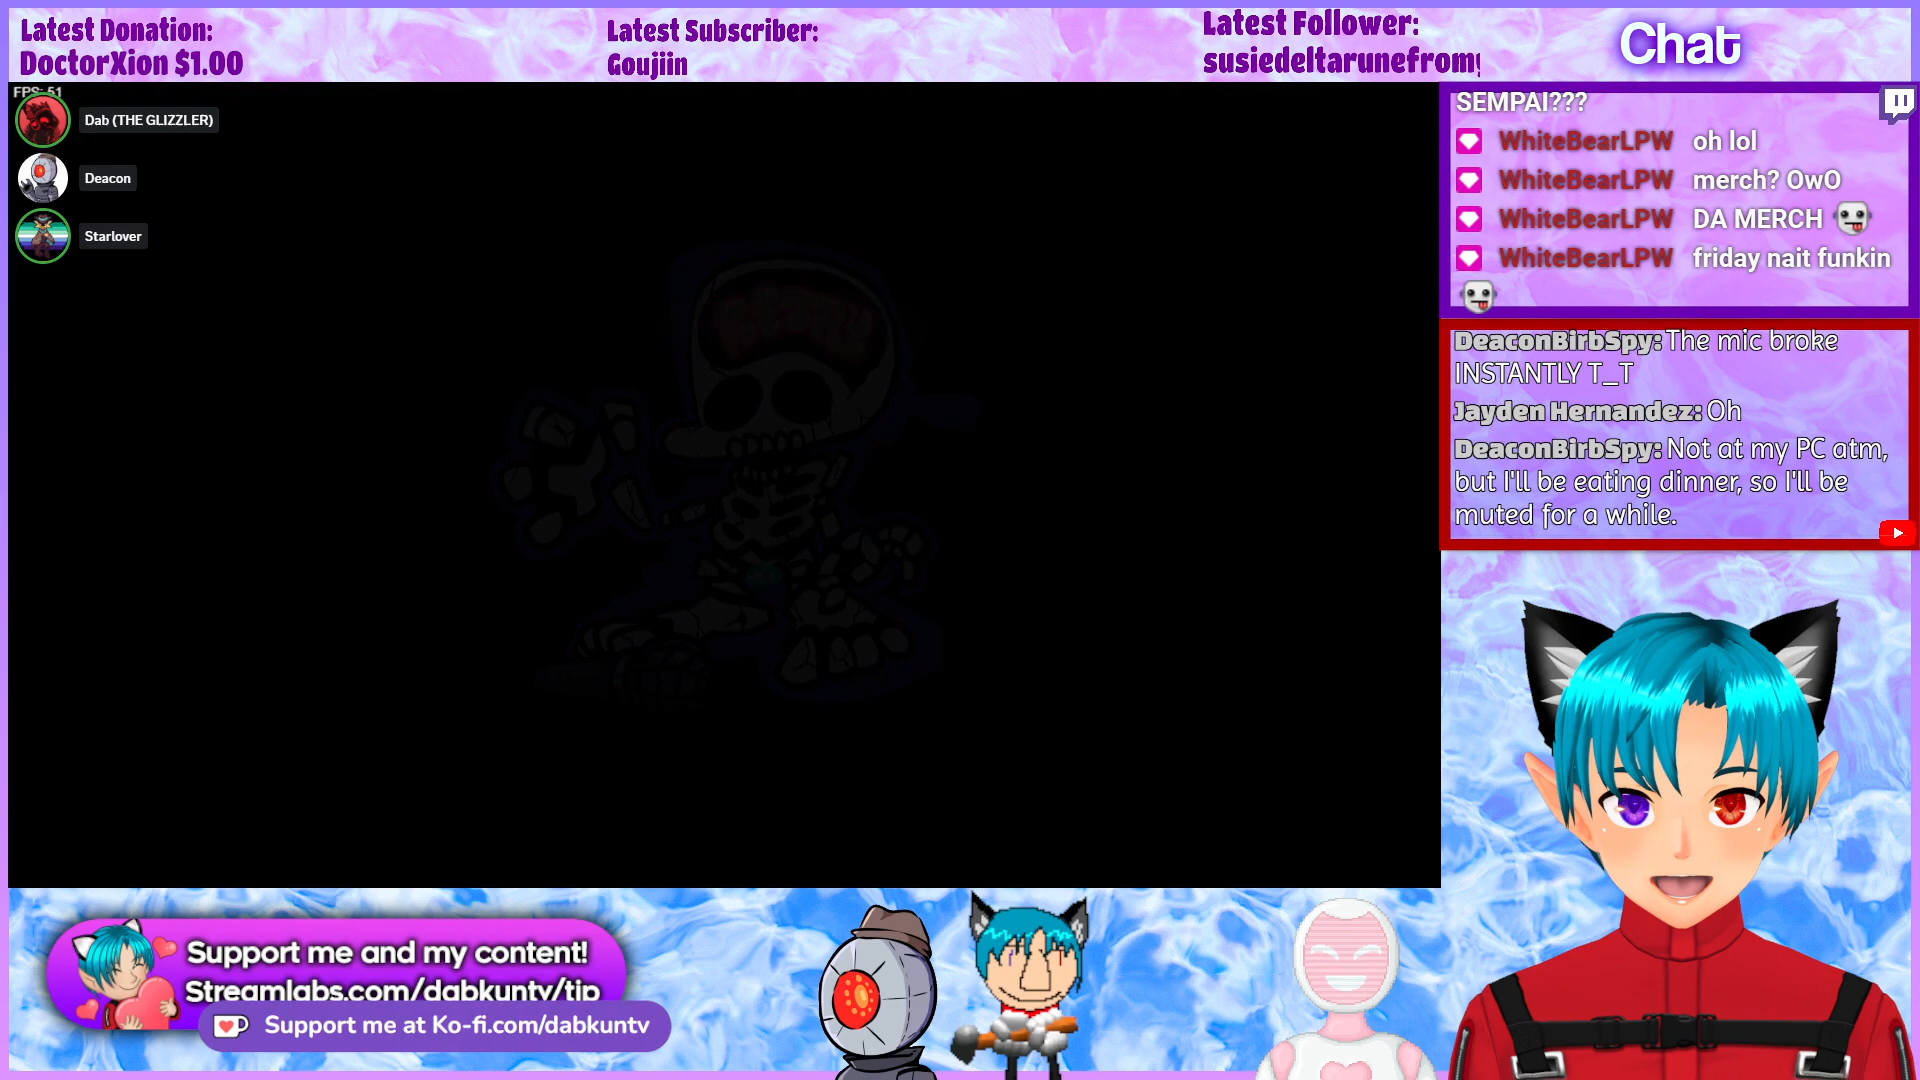 Latest Donation:
DoctorXion $1.00
Latest Subscriber:
Goujiin
Latest Follower:
susiedeltarunefrom
Chat
FPS: 51
Dab (THE GLIZZLER)
Deacon
Starlover
SEMPAI???
WhiteBearLPW oh lol
WhiteBearLPW merch? OwO
WhiteBearLPW DA MERCH
WhiteBearLPW friday nait funkin
DeaconBirbSpy: The mic broke
INSTANTLY T_T
Jayden Hernandez: Oh
DeaconBirbSpy: Not at my PC atm,
but I'll be eating dinner, so I'll be
muted for a while.
Support me and my content!
Streamlabs.com/dabkuntv/tip
Support me at Ko-fi.com/dabkuntv